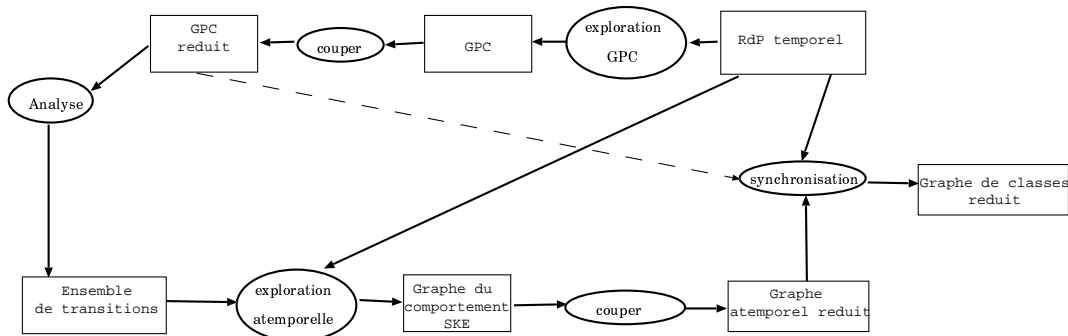 GPC
reduit
couper
GPC
exploration
GPC
RdP temporel
Analyse
synchronisation
Graphe de classes
reduit
Ensemble
de transitions
exploration
atemporelle
Graphe du
comportement
SKE
couper
Graphe
atemporel reduit